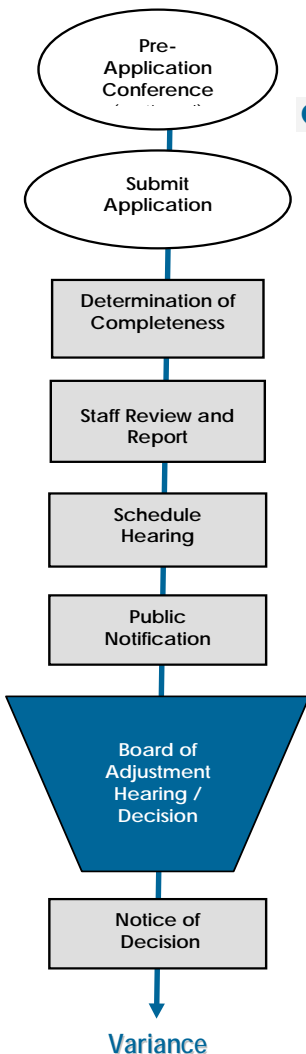 Pre-
Application
Conference
Submit
Application
Determination of
Completeness
Staff Review and
Report
Schedule
Hearing
Public
Notification
Board of
Adjustment
Hearing /
Decision
Notice of
Decision
Variance